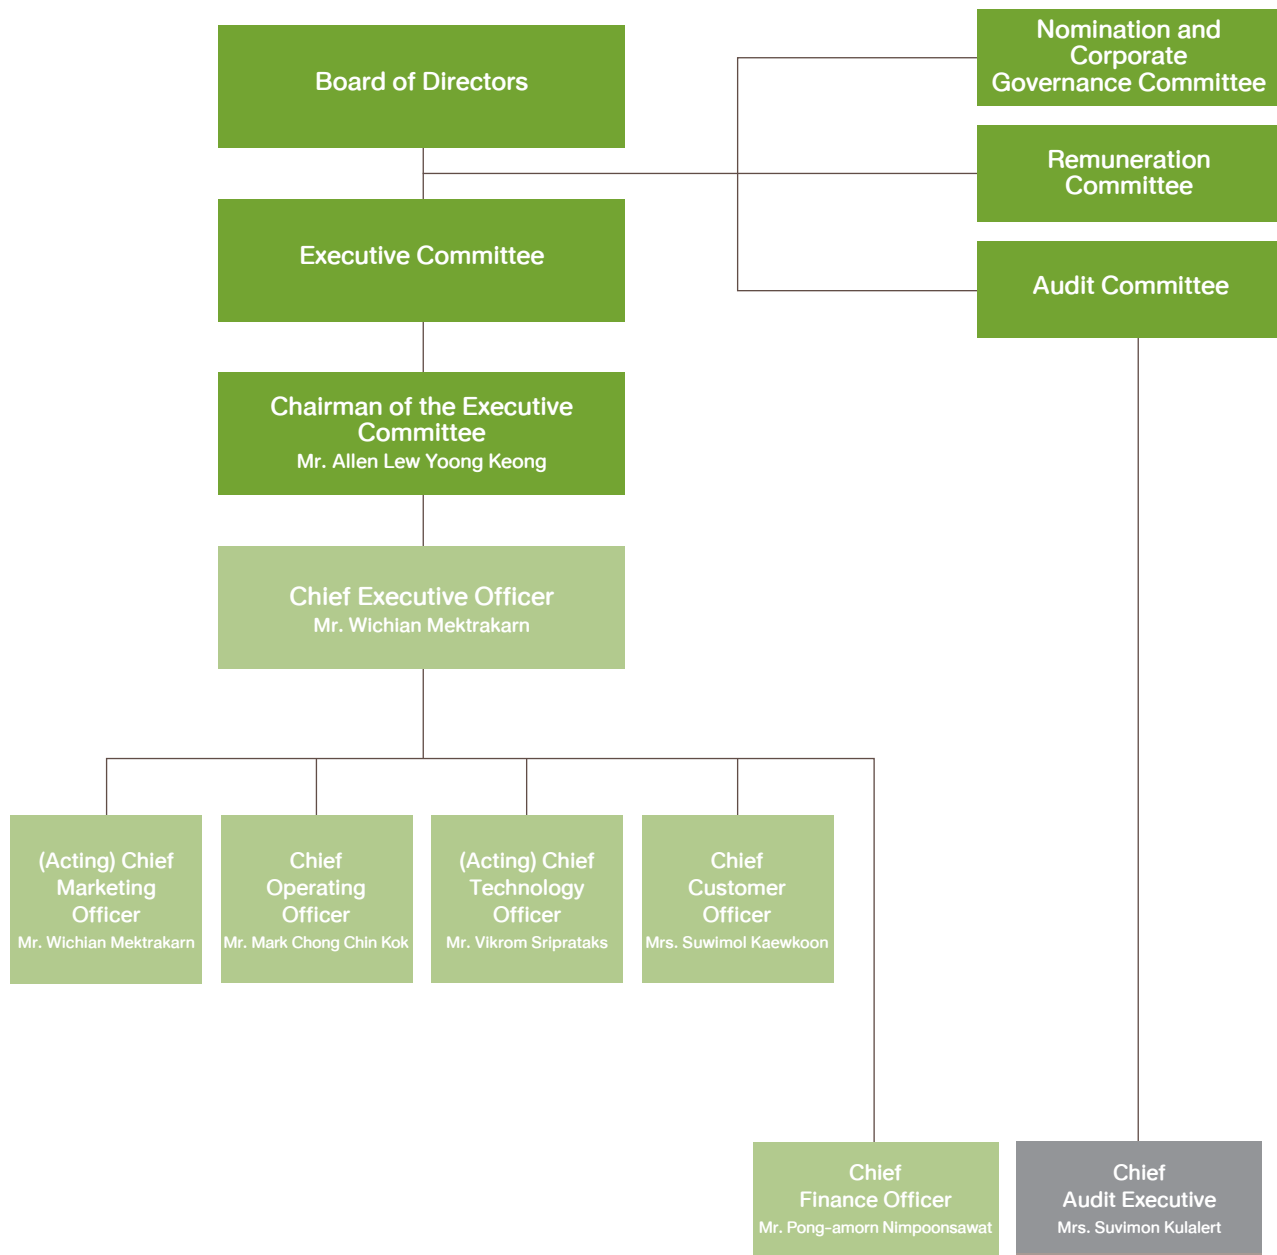 Board of Directors
Nomination and
Corporate
Governance Committee
Remuneration
Committee
Executive Committee
Audit Committee
Chairman of the Executive
Committee
Mr. Allen Lew Yoong Keong
Chief Executive Officer
Mr. Wichian Mektrakarn
(Acting) Chief
Marketing
Officer
Mr. Wichian Mektrakarn
Chief
Operating
Officer
Mr. Mark Chong Chin Kok
(Acting) Chief
Technology
Officer
Mr. Vikrom Sriprataks
Chief
Customer
Officer
Mrs. Suwimol Kaewkoon
Chief
Finance Officer
Mr. Pong-amorn Nimpoonsawat
Chief
Audit Executive
Mrs. Suvimon Kulalert